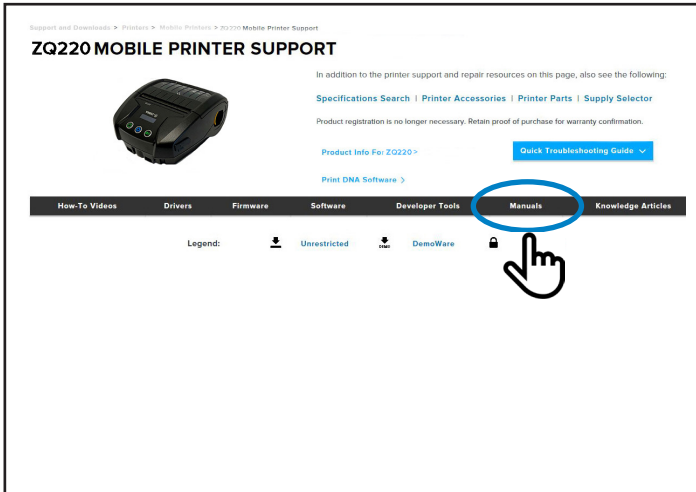 Support and Downloads > Printers > Mobile Printers > ZQ220 Mobile Printer Support
ZQ220 MOBILE PRINTER SUPPORT
In addition to the printer support and repair resources on this page, also see the following:
Specifications Search | Printer Accessories | Printer Parts | Supply Selector
Product registration is no longer necessary. Retain proof of purchase for warranty confirmation.
Product Info For ZQ220 >
Quick Troubleshooting Guide
Print DNA Software >
How-To Videos Drivers Firmware Software Developer Tools Manuals Knowledge Articles
Legend: Unrestricted DEMO DemoWare